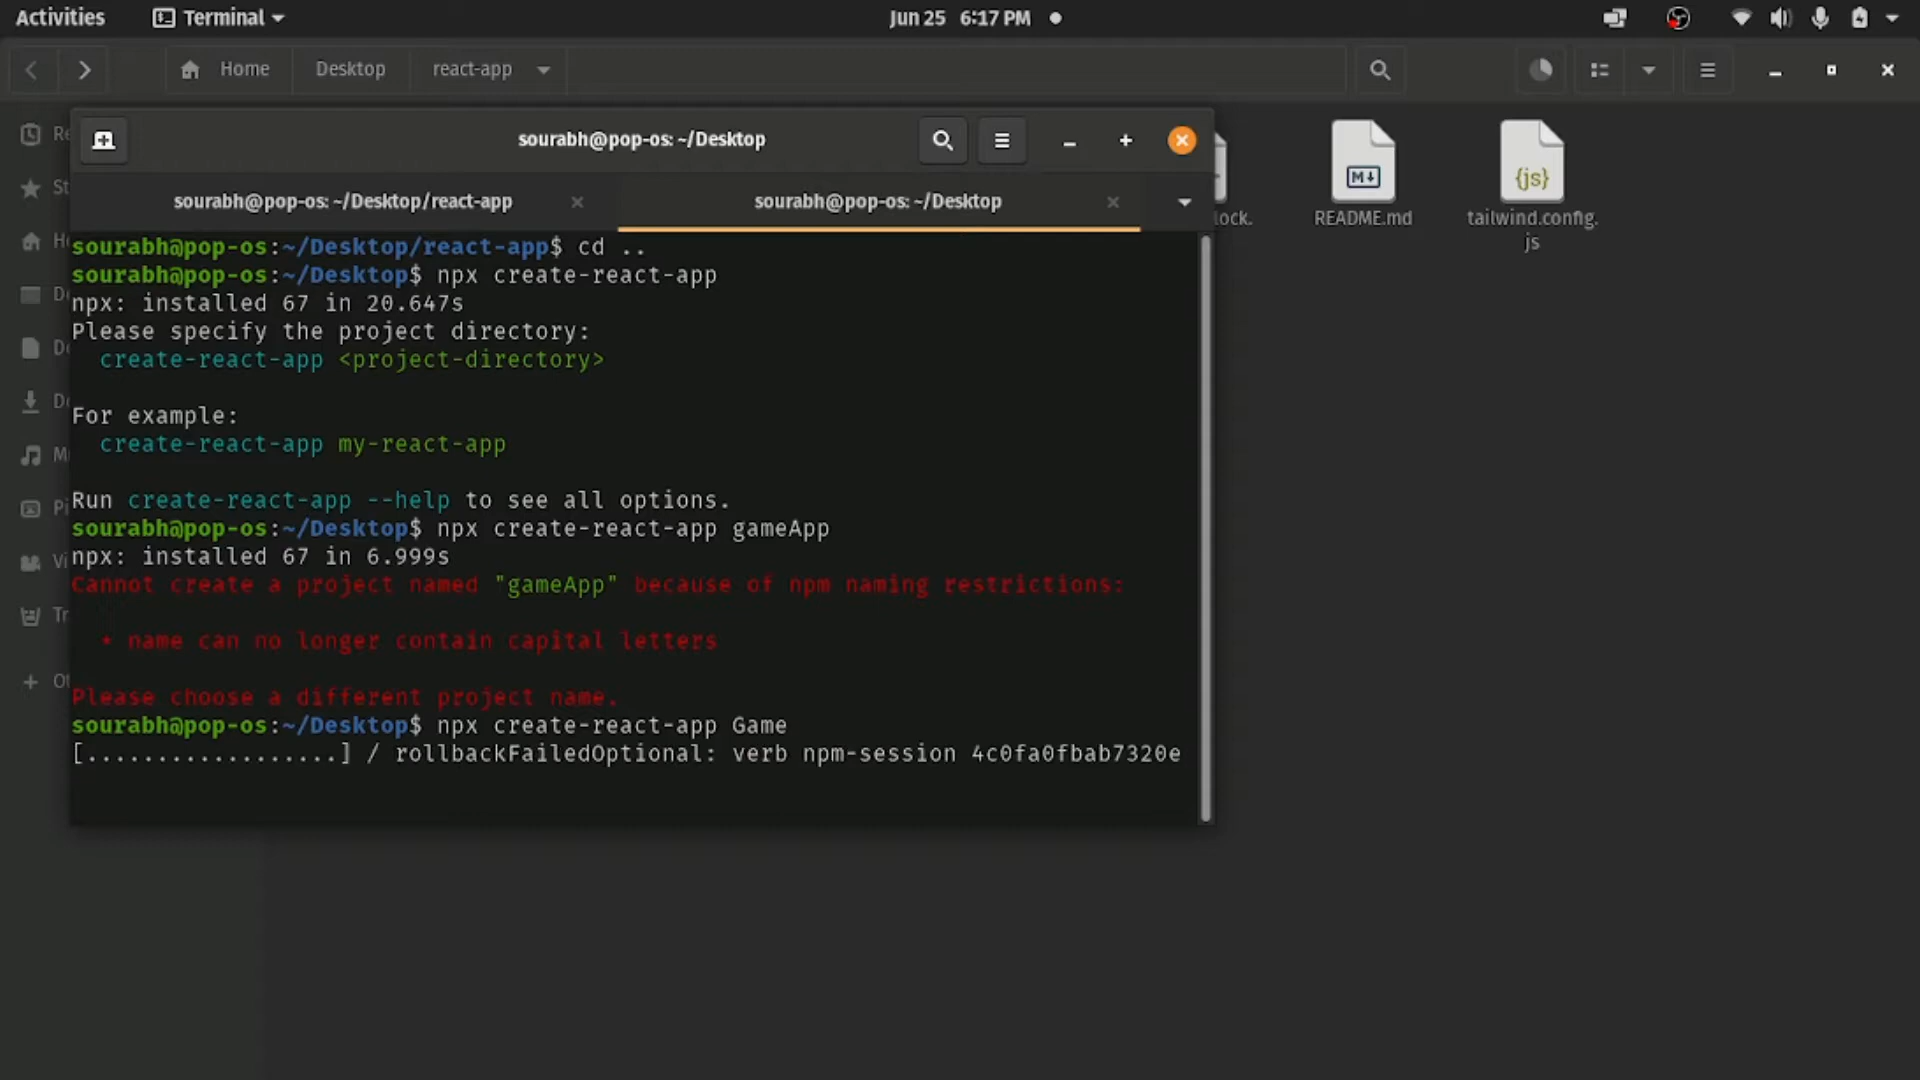 Activities
Terminal
Jun 25 6:17 PM
Home
Desktop
react-app
sourabh@pop-os: ~/Desktop
sourabh@pop-os: ~/Desktop/react-app
sourabh@pop-os: ~/Desktop
sourabh@pop-os:~/Desktop/react-app$ cd ..
sourabh@pop-os:~/Desktop$ npx create-react-app
npx: installed 67 in 20.647s
Please specify the project directory:
create-react-app <project-directory>
For example:
create-react-app my-react-app
Run create-react-app --help to see all options.
sourabh@pop-os:~/Desktop$ npx create-react-app gameApp
npx: installed 67 in 6.999s
Cannot create a project named "gameApp" because of npm naming restrictions:
* name can no longer contain capital letters
Please choose a different project name.
sourabh@pop-os:~/Desktop$ npx create-react-app Game
[..................] / rollbackFailedOptional: verb npm-session 4c0fa0fbab7320e
lock.
README.md
tailwind.config.
js